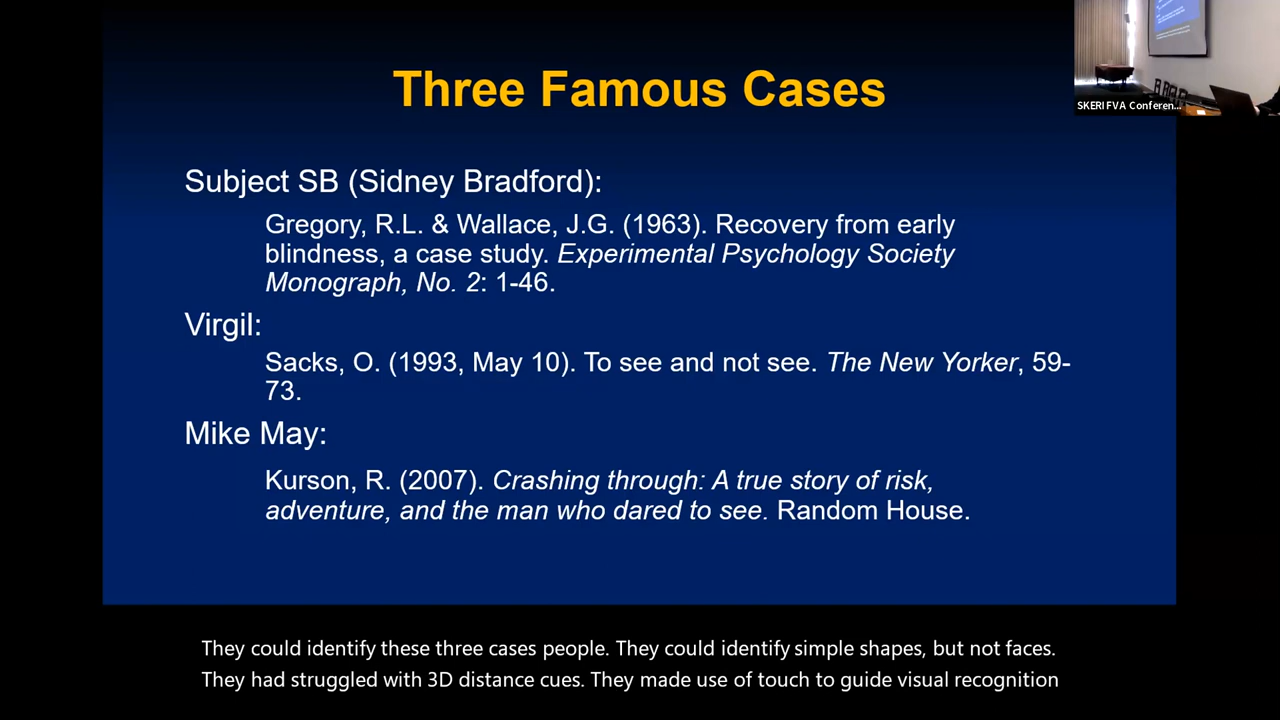 Three Famous Cases
SKERI FVA Conferen...
Subject SB (Sidney Bradford):
Gregory, R.L. & Wallace, J.G. (1963). Recovery from early
blindness, a case study. Experimental Psychology Society
Monograph, No. 2: 1-46.
Virgil:
Sacks, O. (1993, May 10). To see and not see. The New Yorker, 59-
73.
Mike May:
Kurson, R. (2007). Crashing through: A true story of risk,
adventure, and the man who dared to see. Random House.
They could identify these three cases people. They could identify simple shapes, but not faces.
They had struggled with 3D distance cues. They made use of touch to guide visual recognition